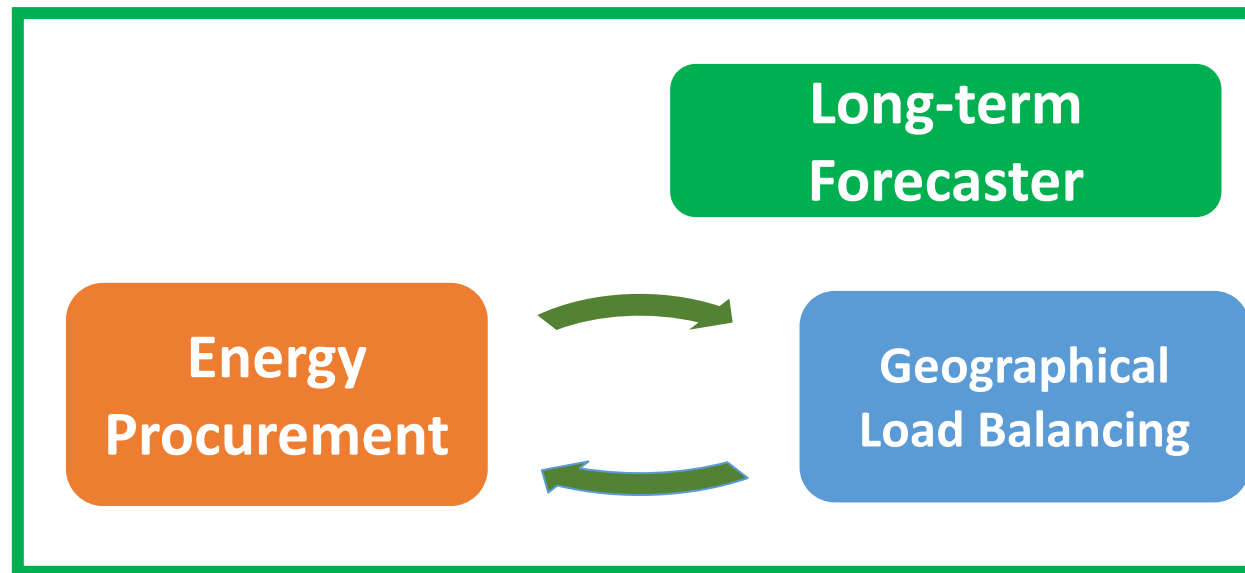 Long-term
Forecaster
Energy
Procurement
Geographical
Load Balancing